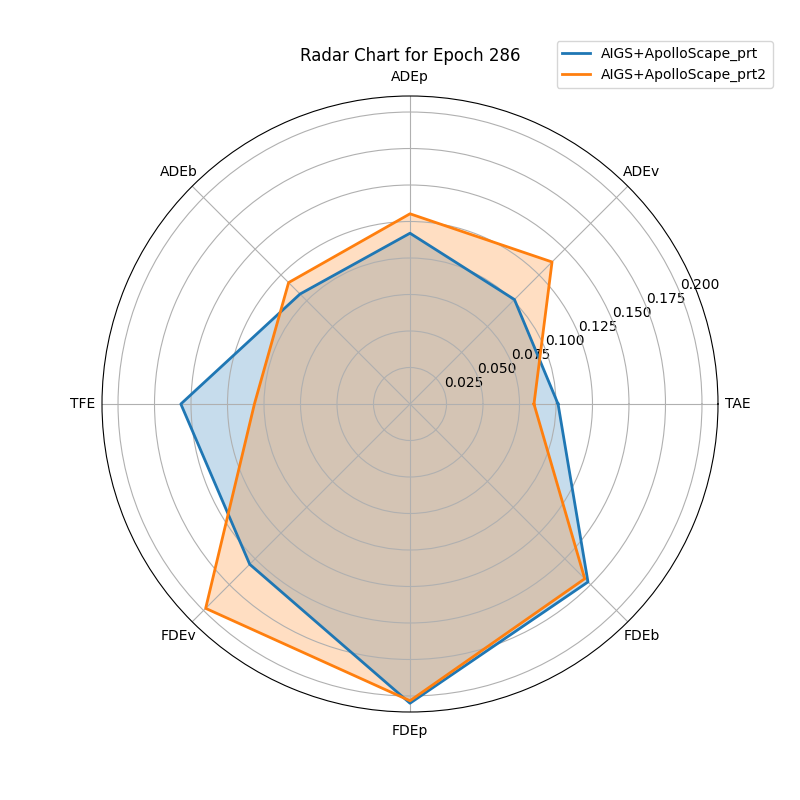 Radar Chart for Epoch 286
AIGS+ApolloScape_prt
AIGS+ApolloScape_prt2
ADEp
ADEb
ADEv
0.200
0.175
0.150
0.125
0.100
0.075
0.050
0.025
TFE
TAE
FDEv
FDEb
FDEp